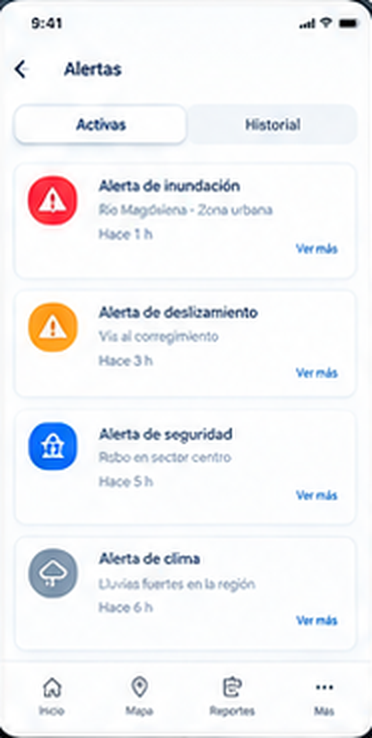 9:41
Alertas
Activas
Historial
Alerta de inundación
Río Magdalena - Zona urbana
Hace 1 h
Ver más
Alerta de deslizamiento
Vía al corregimiento
Hace 3 h
Ver más
Alerta de seguridad
Robo en sector centro
Hace 5 h
Ver más
Alerta de clima
Lluvias fuertes en la región
Hace 6 h
Ver más
Inicio
Mapa
Reportes
Más